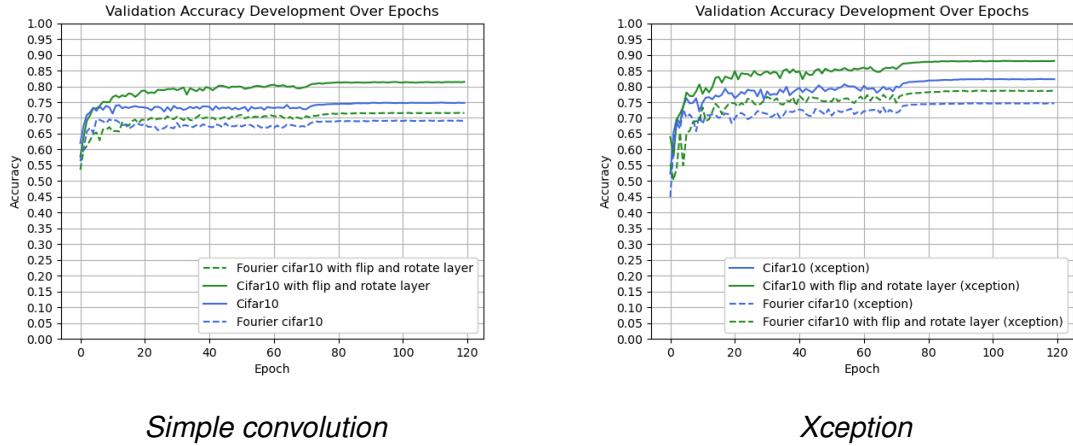 Validation Accuracy Development Over Epochs
1.00
0.95
0.90
0.85
0.80
0.75
0.70
0.65
0.60
0.55
0.50
0.45
0.40
0.35
0.30
0.25
0.20
0.15
0.10
0.05
0.00
Accuracy
Fourier cifar10 with flip and rotate layer
Cifar10 with flip and rotate layer
Cifar10
Fourier cifar10
0 20 40 60 80 100 120
Epoch
Simple convolution
Validation Accuracy Development Over Epochs
1.00
0.95
0.90
0.85
0.80
0.75
0.70
0.65
0.60
0.55
0.50
0.45
0.40
0.35
0.30
0.25
0.20
0.15
0.10
0.05
0.00
Accuracy
Cifar10 (xception)
Cifar10 with flip and rotate layer (xception)
Fourier cifar10 (xception)
Fourier cifar10 with flip and rotate layer (xception)
0 20 40 60 80 100 120
Epoch
Xception